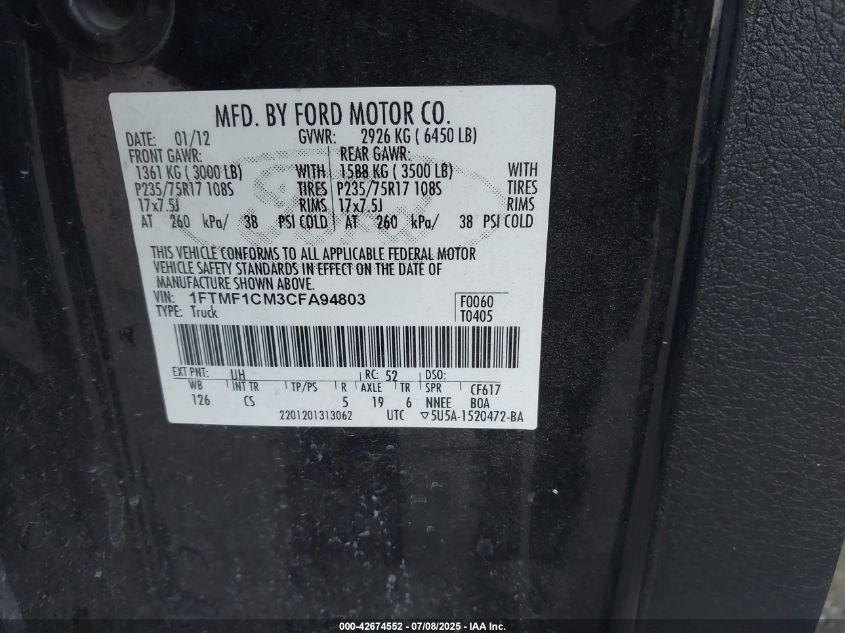 MFD. BY FORD MOTOR CO.
DATE: 01/12 GVWR: 2926 KG ( 6450 LB)
FRONT GAWR: REAR GAWR:
1361 KG ( 3000 LB) WITH 1588 KG ( 3500 LB) WITH
P235/75R17 108S TIRES P235/75R17 108S TIRES
17x7.5J RIMS 17x7.5J RIMS
AT 260 kPa/ 38 PSI COLD AT 260 kPa/ 38 PSI COLD
THIS VEHICLE CONFORMS TO ALL APPLICABLE FEDERAL MOTOR
VEHICLE SAFETY STANDARDS IN EFFECT ON THE DATE OF
MANUFACTURE SHOWN ABOVE.
VIN: 1FTMF1CM3CFA94803 F0060
TYPE: Truck T0405
EXT PNT: UH RC: 52 DSO:
WB INT TR TP/PS R AXLE TR SPR CF617
126 CS 5 19 6 NNEE BOA
2201201313062 UTC ▽5U5A-1520472-BA
000-42674552 | 07/08/2025 - IAA Inc.